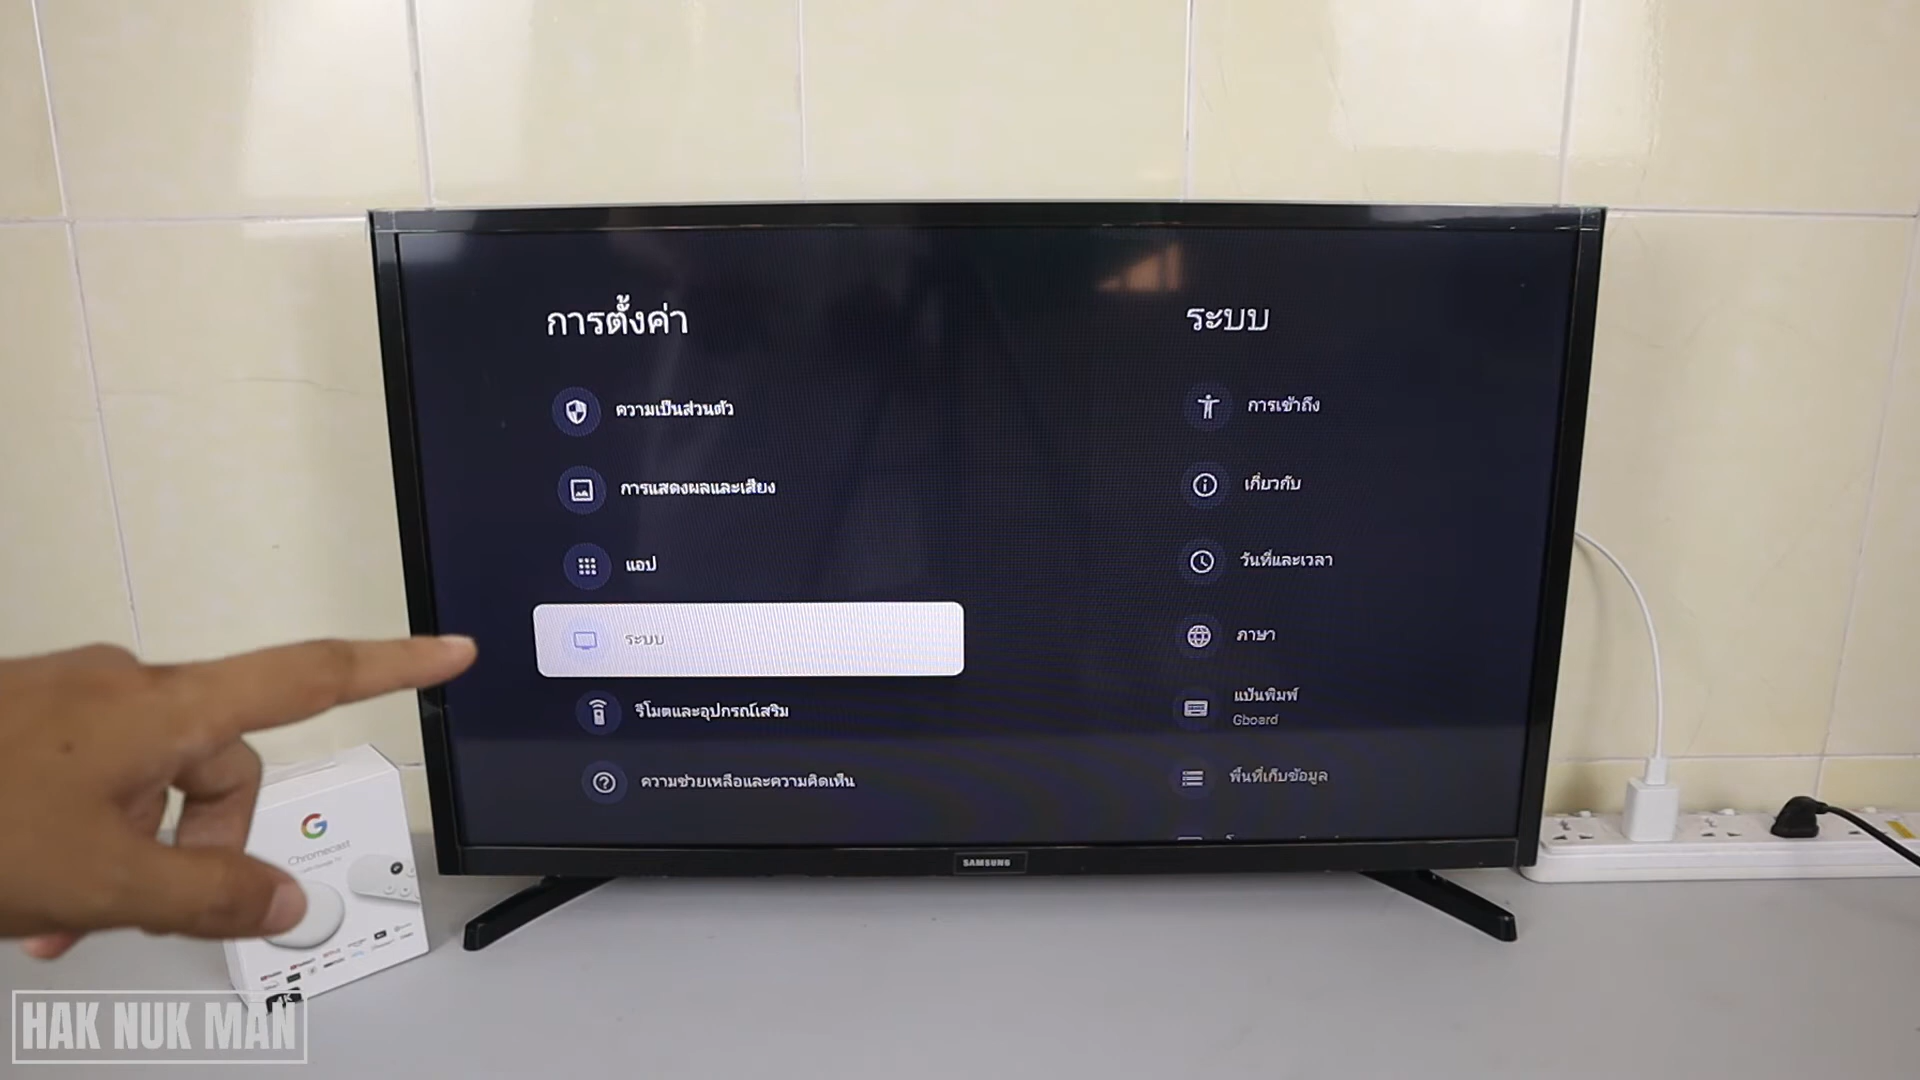 การตั้งค่า
ความเป็นส่วนตัว
การแสดงผลและเสียง
แอป
ระบบ
รีโมตและอุปกรณ์เสริม
ความช่วยเหลือและความคิดเห็น
ระบบ
การเข้าถึง
เกี่ยวกับ
วันที่และเวลา
ภาษา
แป้นพิมพ์
Gboard
พื้นที่เก็บข้อมูล
SAMSUNG
Chromecast
4K
HAK NUK MAN